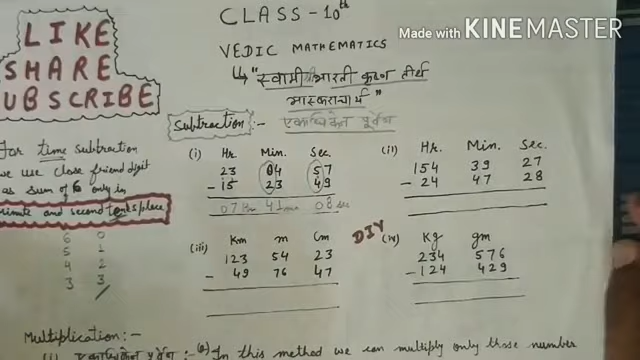 CLASS - 10th
Made with KINEMASTER
LIKE
SHARE
UBSCRIBE
VEDIC MATHEMATICS
↳ "स्वामी भारती कृष्ण तीर्थ
भास्कराचार्य"
Subtraction :- एकाधिकेन पूर्वेण
For time subtraction
we use close friend digit
as sum of 6 only in
minute and second tens place
6 0
5 1
4 2
3 3
(i) Hr. Min. Sec.
23 04 57
- 15 23 49
07 Hr 41 min 08 sec
(ii) Hr. Min. Sec.
154 39 27
- 24 47 28
(iii) Km m Cm
123 54 23
- 49 76 47
DIY
(iv) Kg gm
234 576
- 124 429
Multiplication :-
(i) एकाधिकेन पूर्वेण :- (a) In this method we can multiply only those number